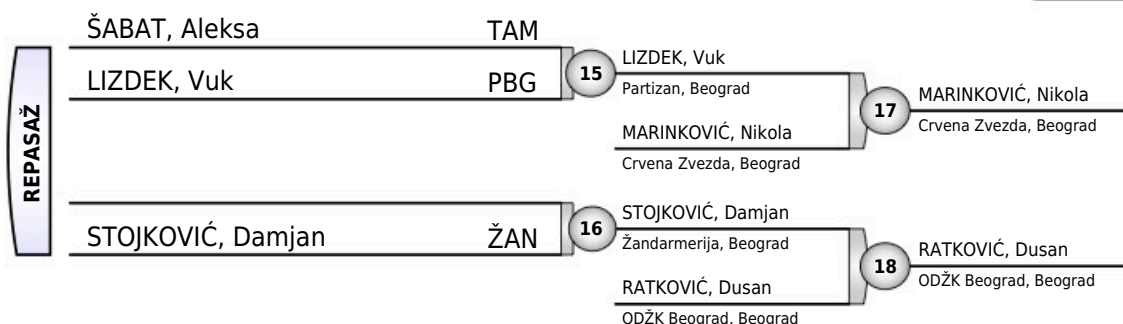 REPASAŽ
ŠABAT, Aleksa TAM
LIZDEK, Vuk PBG
15
LIZDEK, Vuk
Partizan, Beograd
MARINKOVIĆ, Nikola
Crvena Zvezda, Beograd
17
MARINKOVIĆ, Nikola
Crvena Zvezda, Beograd
STOJKOVIĆ, Damjan ŽAN
16
STOJKOVIĆ, Damjan
Žandarmerija, Beograd
RATKOVIĆ, Dusan
ODŽK Beograd, Beograd
18
RATKOVIĆ, Dusan
ODŽK Beograd, Beograd